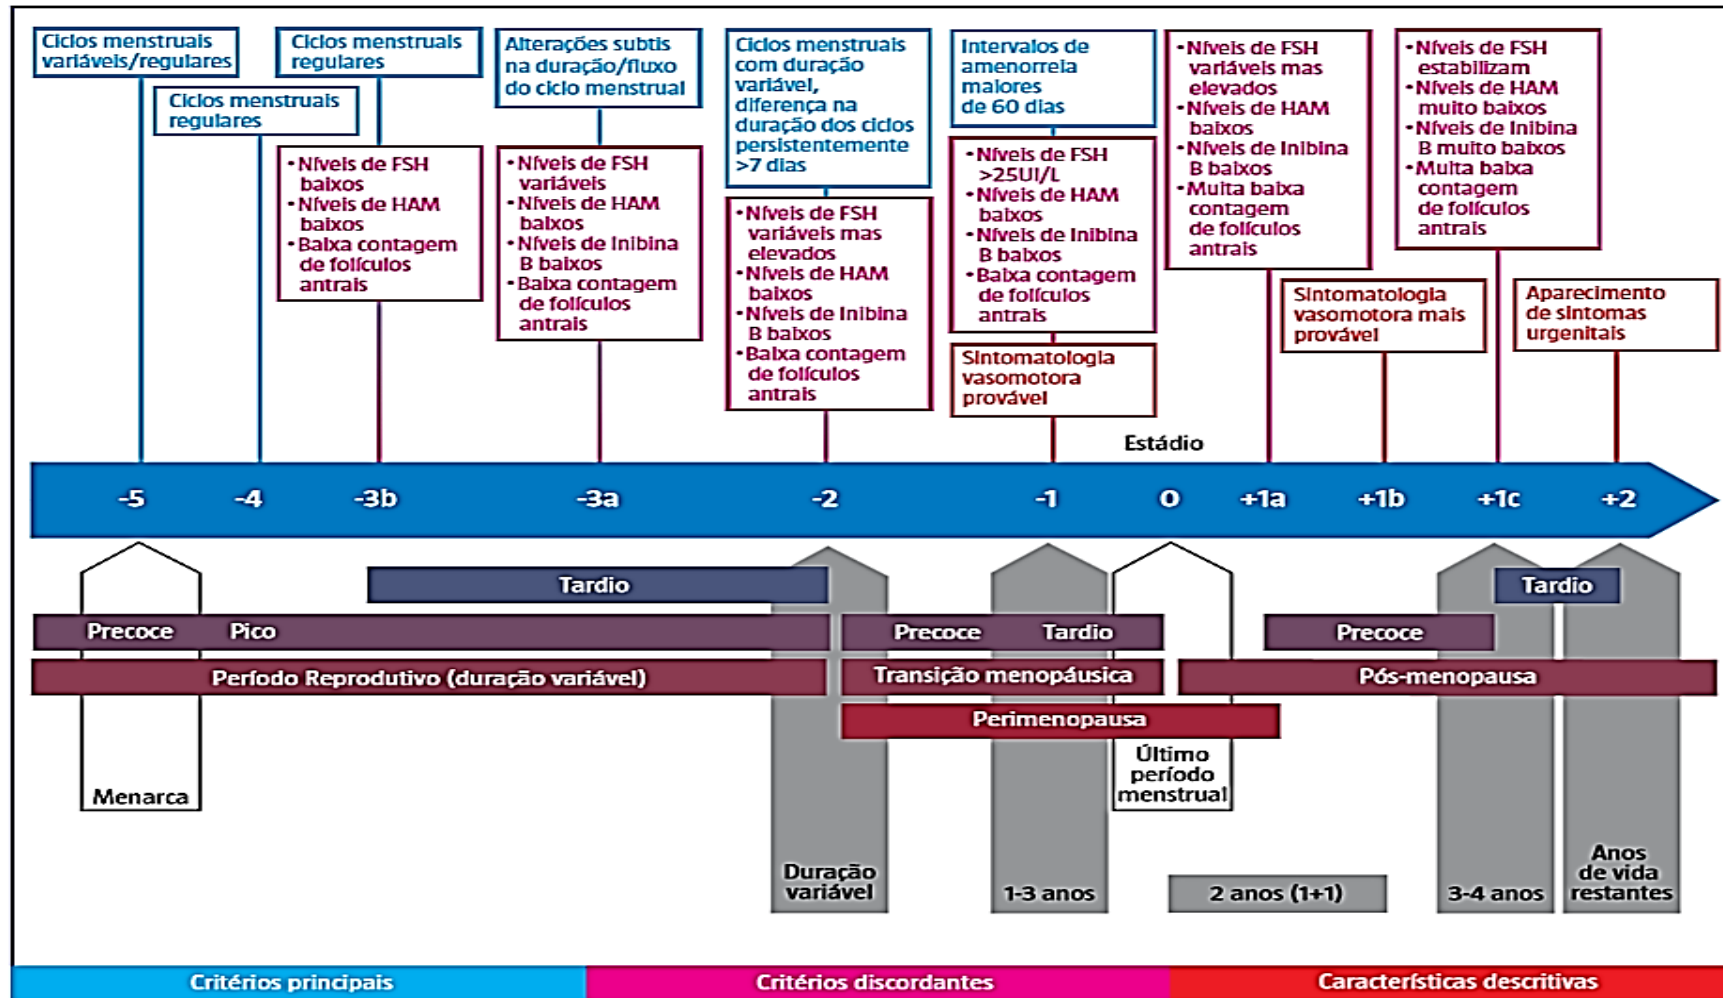 Ciclos menstruais
variáveis/regulares
Ciclos menstruais
regulares
Ciclos menstruais
regulares
•Níveis de FSH
baixos
•Níveis de HAM
baixos
•Baixa contagem
de folículos
antrais
Alterações subtis
na duração/fluxo
do ciclo menstrual
•Níveis de FSH
variáveis
•Níveis de HAM
baixos
•Níveis de Inibina
B baixos
•Baixa contagem
de folículos
antrais
Ciclos menstruais
com duração
variável,
diferença na
duração dos ciclos
persistentemente
>7 dias
•Níveis de FSH
variáveis mas
elevados
•Níveis de HAM
baixos
•Níveis de Inibina
B baixos
•Baixa contagem
de folículos
antrais
Intervalos de
amenorreia
maiores
de 60 dias
•Níveis de FSH
>25UI/L
•Níveis de HAM
baixos
•Níveis de Inibina
B baixos
•Baixa contagem
de folículos
antrais
Sintomatologia
vasomotora
provável
•Níveis de FSH
variáveis mas
elevados
•Níveis de HAM
baixos
•Níveis de Inibina
B baixos
•Muita baixa
contagem
de folículos
antrais
Sintomatologia
vasomotora mais
provável
•Níveis de FSH
estabilizam
•Níveis de HAM
muito baixos
•Níveis de Inibina
B muito baixos
•Muita baixa
contagem
de folículos
antrais
Aparecimento
de sintomas
urgenitais
Estádio
-5 -4 -3b -3a -2 -1 0 +1a +1b +1c +2
Tardio Tardio
Precoce Pico Precoce Tardio Precoce
Período Reprodutivo (duração variável) Transição menopáusica Pós-menopausa
Perimenopausa
Menarca
Último
período
menstrual
Duração
variável
1-3 anos
2 anos (1+1)
3-4 anos
Anos
de vida
restantes
Critérios principais Critérios discordantes Características descritivas